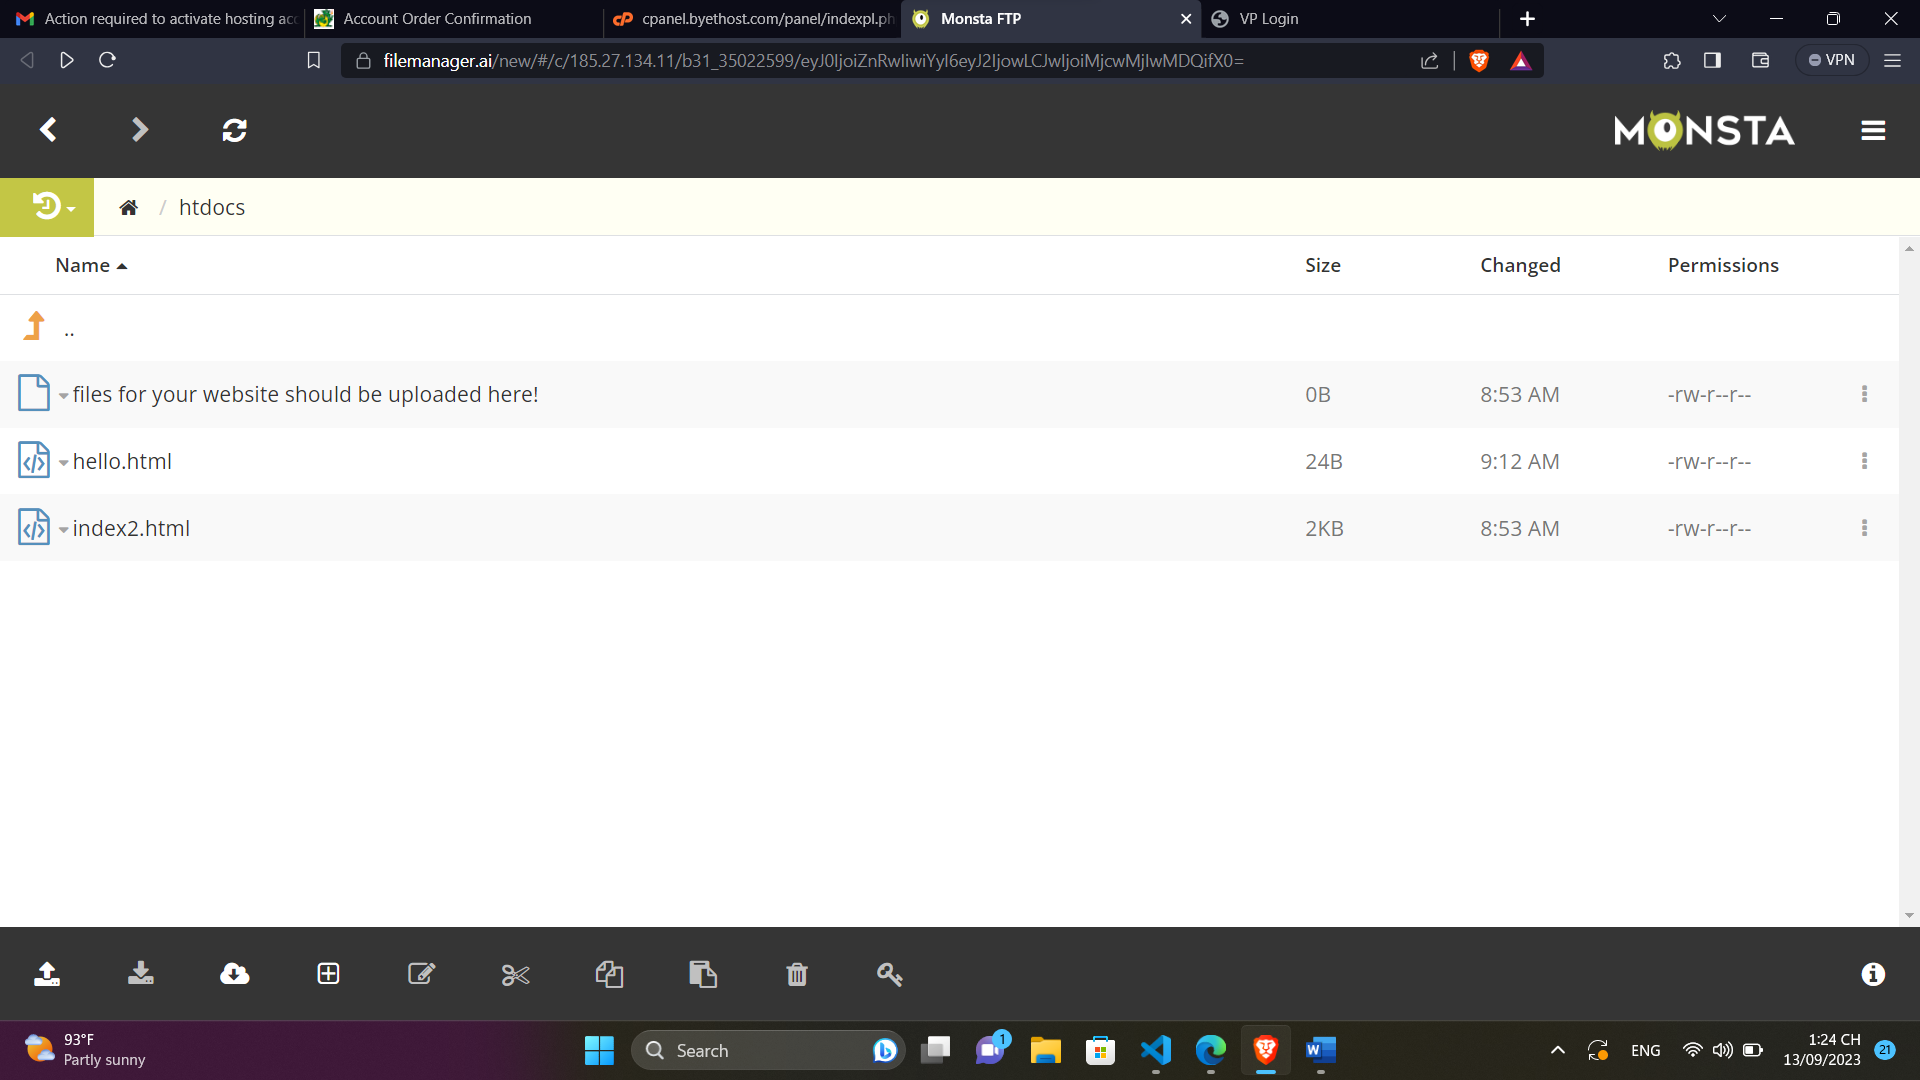 Action required to activate hosting acc
Account Order Confirmation
cpanel.byethost.com/panel/indexpl.ph
Monsta FTP
VP Login
filemanager.ai/new/#/c/185.27.134.11/b31_35022599/eyJ0IjoiZnRwIiwiYyI6eyJ2IjowLCJwIjoiMjcwMjIwMDQifX0=
VPN
MONSTA
/ htdocs
Name Size Changed Permissions
..
files for your website should be uploaded here! 0B 8:53 AM -rw-r--r--
hello.html 24B 9:12 AM -rw-r--r--
index2.html 2KB 8:53 AM -rw-r--r--
93°F
Partly sunny
Search
1
ENG
1:24 CH
13/09/2023
21